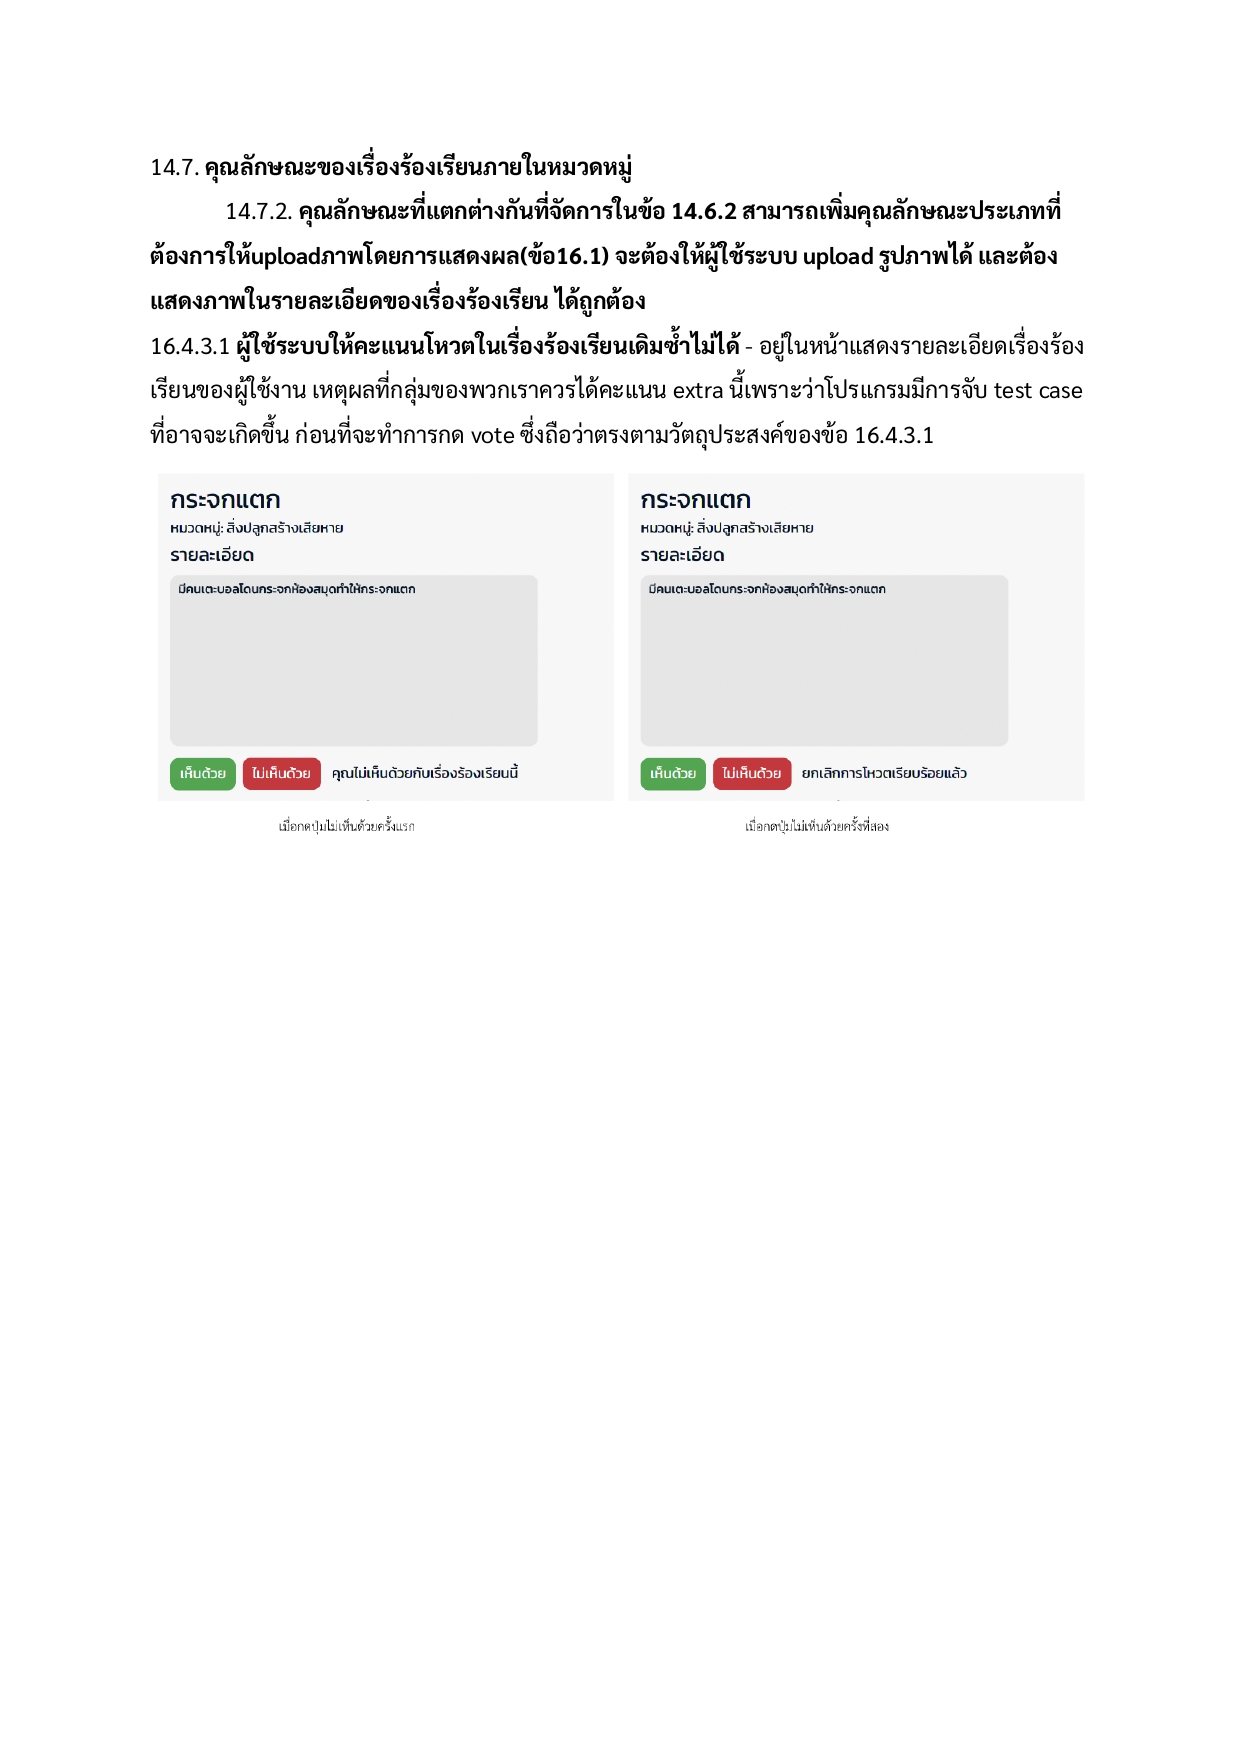 14.7. คุณลักษณะของเรื่องร้องเรียนภายในหมวดหมู่
14.7.2. คุณลักษณะที่แตกต่างกันที่จัดการในข้อ 14.6.2 สามารถเพิ่มคุณลักษณะประเภทที่
ต้องการให้uploadภาพโดยการแสดงผล(ข้อ16.1) จะต้องให้ผู้ใช้ระบบ upload รูปภาพได้ และต้อง
แสดงภาพในรายละเอียดของเรื่องร้องเรียน ได้ถูกต้อง
16.4.3.1 ผู้ใช้ระบบให้คะแนนโหวตในเรื่องร้องเรียนเดิมซ้ำไม่ได้ - อยู่ในหน้าแสดงรายละเอียดเรื่องร้อง
เรียนของผู้ใช้งาน เหตุผลที่กลุ่มของพวกเราควรได้คะแนน extra นี้เพราะว่าโปรแกรมมีการจับ test case
ที่อาจจะเกิดขึ้น ก่อนที่จะทำการกด vote ซึ่งถือว่าตรงตามวัตถุประสงค์ของข้อ 16.4.3.1
กระจกแตก
หมวดหมู่: สิ่งปลูกสร้างเสียหาย
รายละเอียด
มีคนเตะบอลโดนกระจกห้องสมุดทำให้กระจกแตก
เห็นด้วย ไม่เห็นด้วย คุณไม่เห็นด้วยกับเรื่องร้องเรียนนี้
เมื่อกดปุ่มไม่เห็นด้วยครั้งแรก
กระจกแตก
หมวดหมู่: สิ่งปลูกสร้างเสียหาย
รายละเอียด
มีคนเตะบอลโดนกระจกห้องสมุดทำให้กระจกแตก
เห็นด้วย ไม่เห็นด้วย ยกเลิกการโหวตเรียบร้อยแล้ว
เมื่อกดปุ่มไม่เห็นด้วยครั้งที่สอง